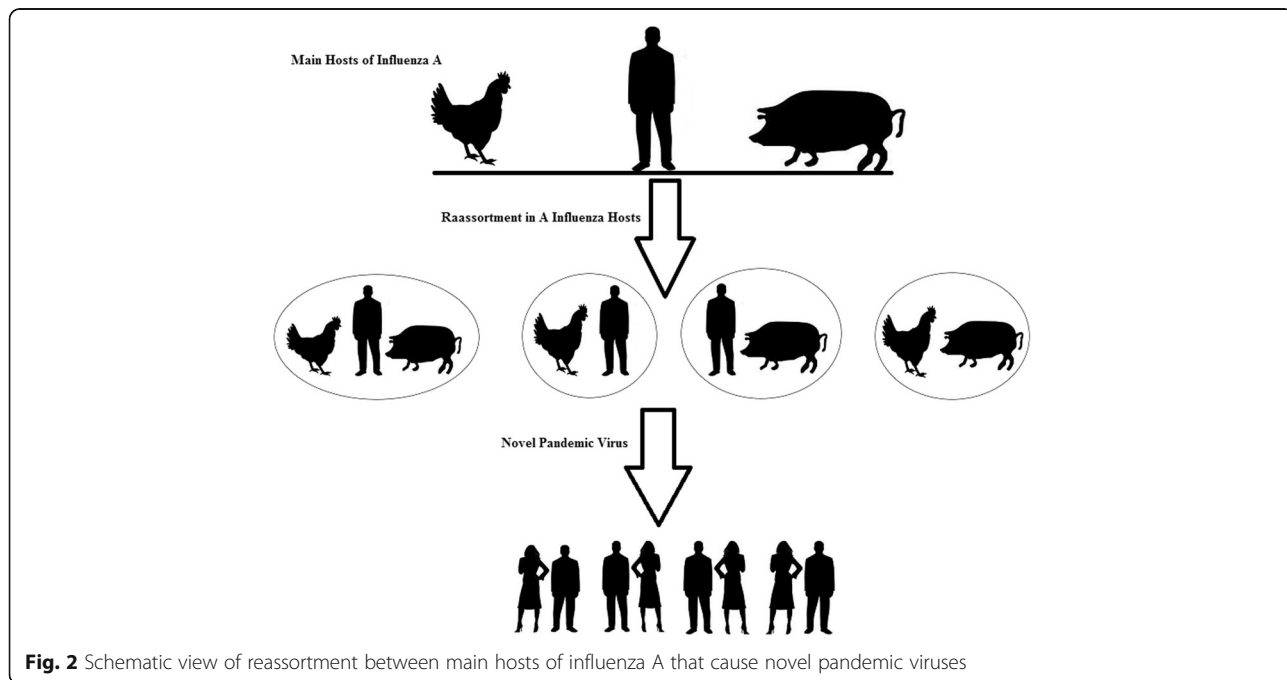 Main Hosts of Influenza A
Raassortment in A Influenza Hosts
Novel Pandemic Virus
Fig. 2 Schematic view of reassortment between main hosts of influenza A that cause novel pandemic viruses